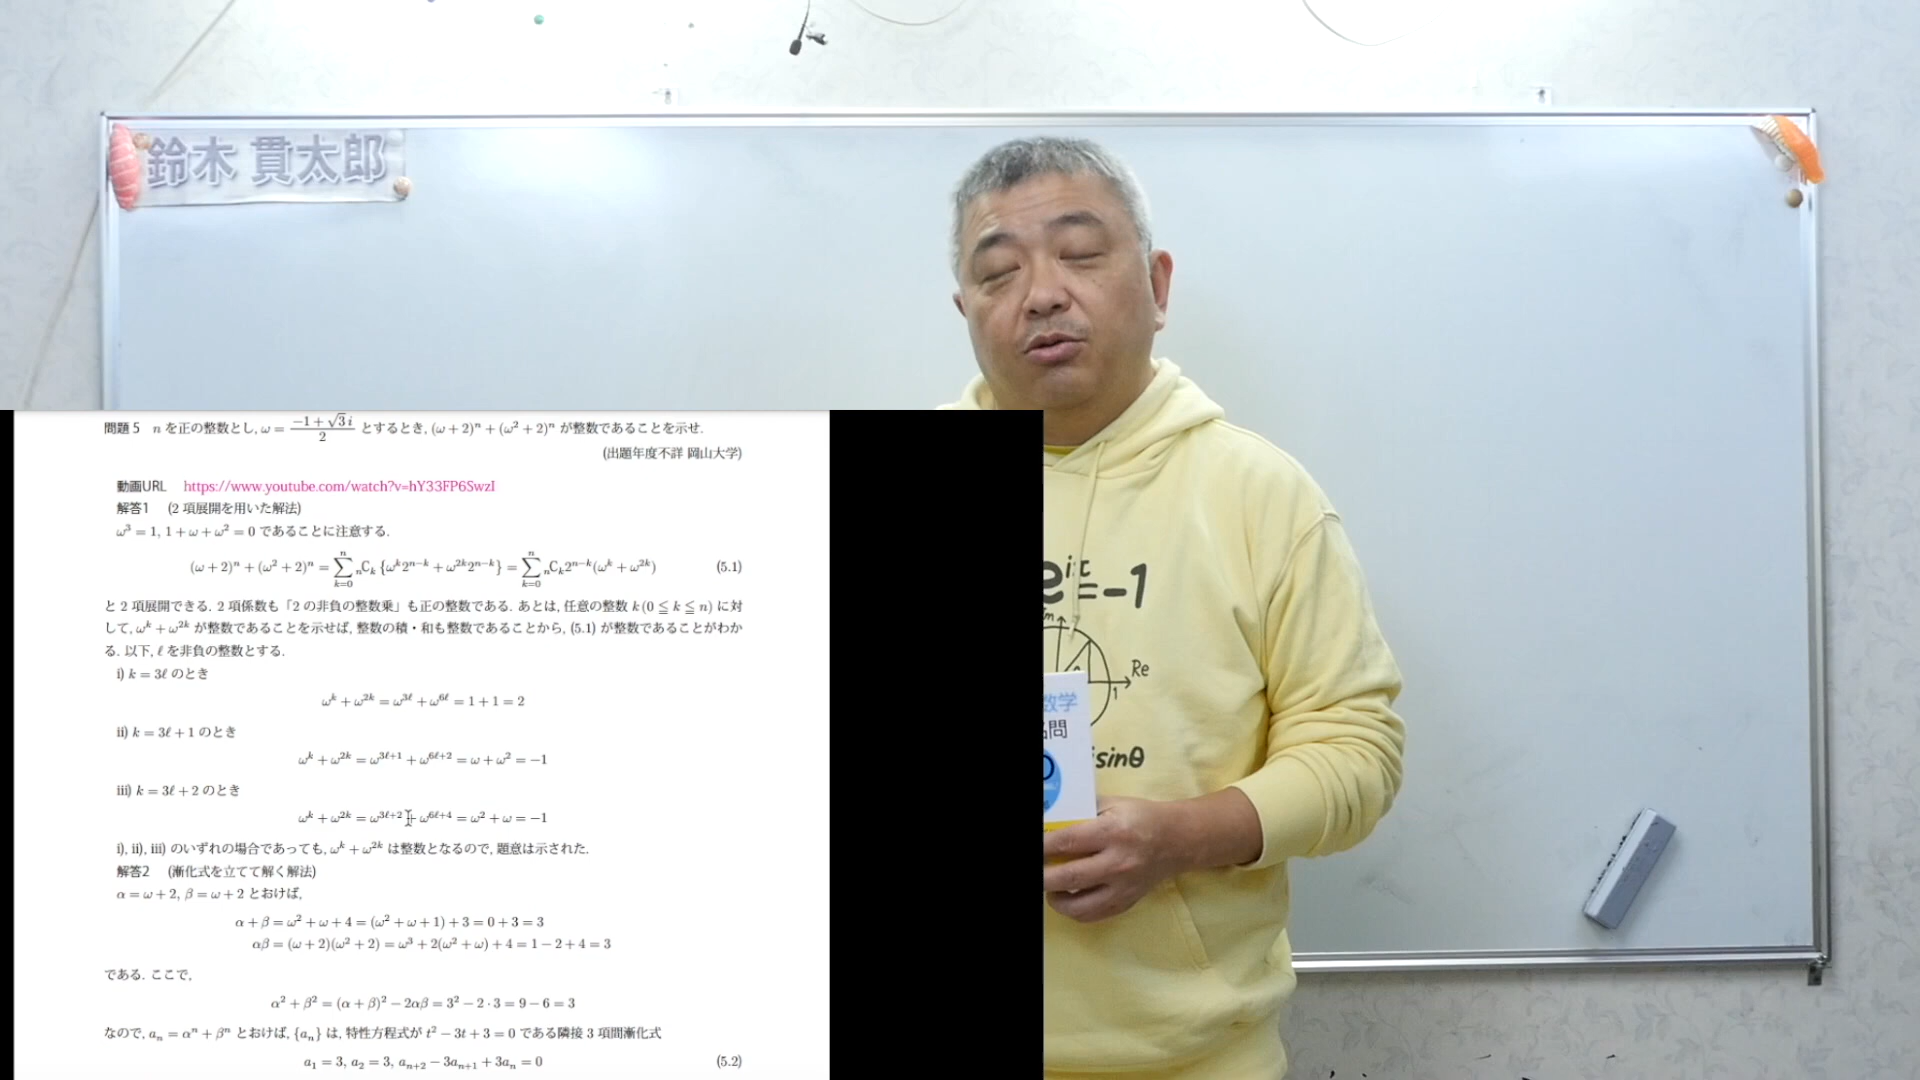 鈴木 貫太郎
問題 5 n を正の整数とし, ω = \frac{-1+\sqrt{3}i}{2} とするとき, (ω + 2)^n + (ω^2 + 2)^n が整数であることを示せ.
(出題年度不詳 岡山大学)
動画URL https://www.youtube.com/watch?v=hY33FP6SwzI
解答1 (2 項展開を用いた解法)
ω^3 = 1, 1 + ω + ω^2 = 0 であることに注意する.
(ω + 2)^n + (ω^2 + 2)^n = \sum_{k=0}^{n} {}_nC_k {ω^k 2^{n-k} + ω^{2k} 2^{n-k}} = \sum_{k=0}^{n} {}_nC_k 2^{n-k}(ω^k + ω^{2k}) (5.1)
と 2 項展開できる. 2 項係数も「2 の非負の整数乗」も正の整数である. あとは, 任意の整数 k (0 ≦ k ≦ n) に対
して, ω^k + ω^{2k} が整数であることを示せば, 整数の積・和も整数であることから, (5.1) が整数であることがわか
る. 以下, ℓ を非負の整数とする.
i) k = 3ℓ のとき
ω^k + ω^{2k} = ω^{3ℓ} + ω^{6ℓ} = 1 + 1 = 2
ii) k = 3ℓ + 1 のとき
ω^k + ω^{2k} = ω^{3ℓ+1} + ω^{6ℓ+2} = ω + ω^2 = −1
iii) k = 3ℓ + 2 のとき
ω^k + ω^{2k} = ω^{3ℓ+2} + ω^{6ℓ+4} = ω^2 + ω = −1
i), ii), iii) のいずれの場合であっても, ω^k + ω^{2k} は整数となるので, 題意は示された.
解答2 (漸化式を立てて解く解法)
α = ω + 2, β = ω + 2 とおけば,
α + β = ω^2 + ω + 4 = (ω^2 + ω + 1) + 3 = 0 + 3 = 3
αβ = (ω + 2)(ω^2 + 2) = ω^3 + 2(ω^2 + ω) + 4 = 1 − 2 + 4 = 3
である. ここで,
α^2 + β^2 = (α + β)^2 − 2αβ = 3^2 − 2 · 3 = 9 − 6 = 3
なので, a_n = α^n + β^n とおけば, {a_n} は, 特性方程式が t^2 − 3t + 3 = 0 である隣接 3 項間漸化式
a_1 = 3, a_2 = 3, a_{n+2} − 3a_{n+1} + 3a_n = 0 (5.2)
=-1
Re
1
数学
問
sinθ